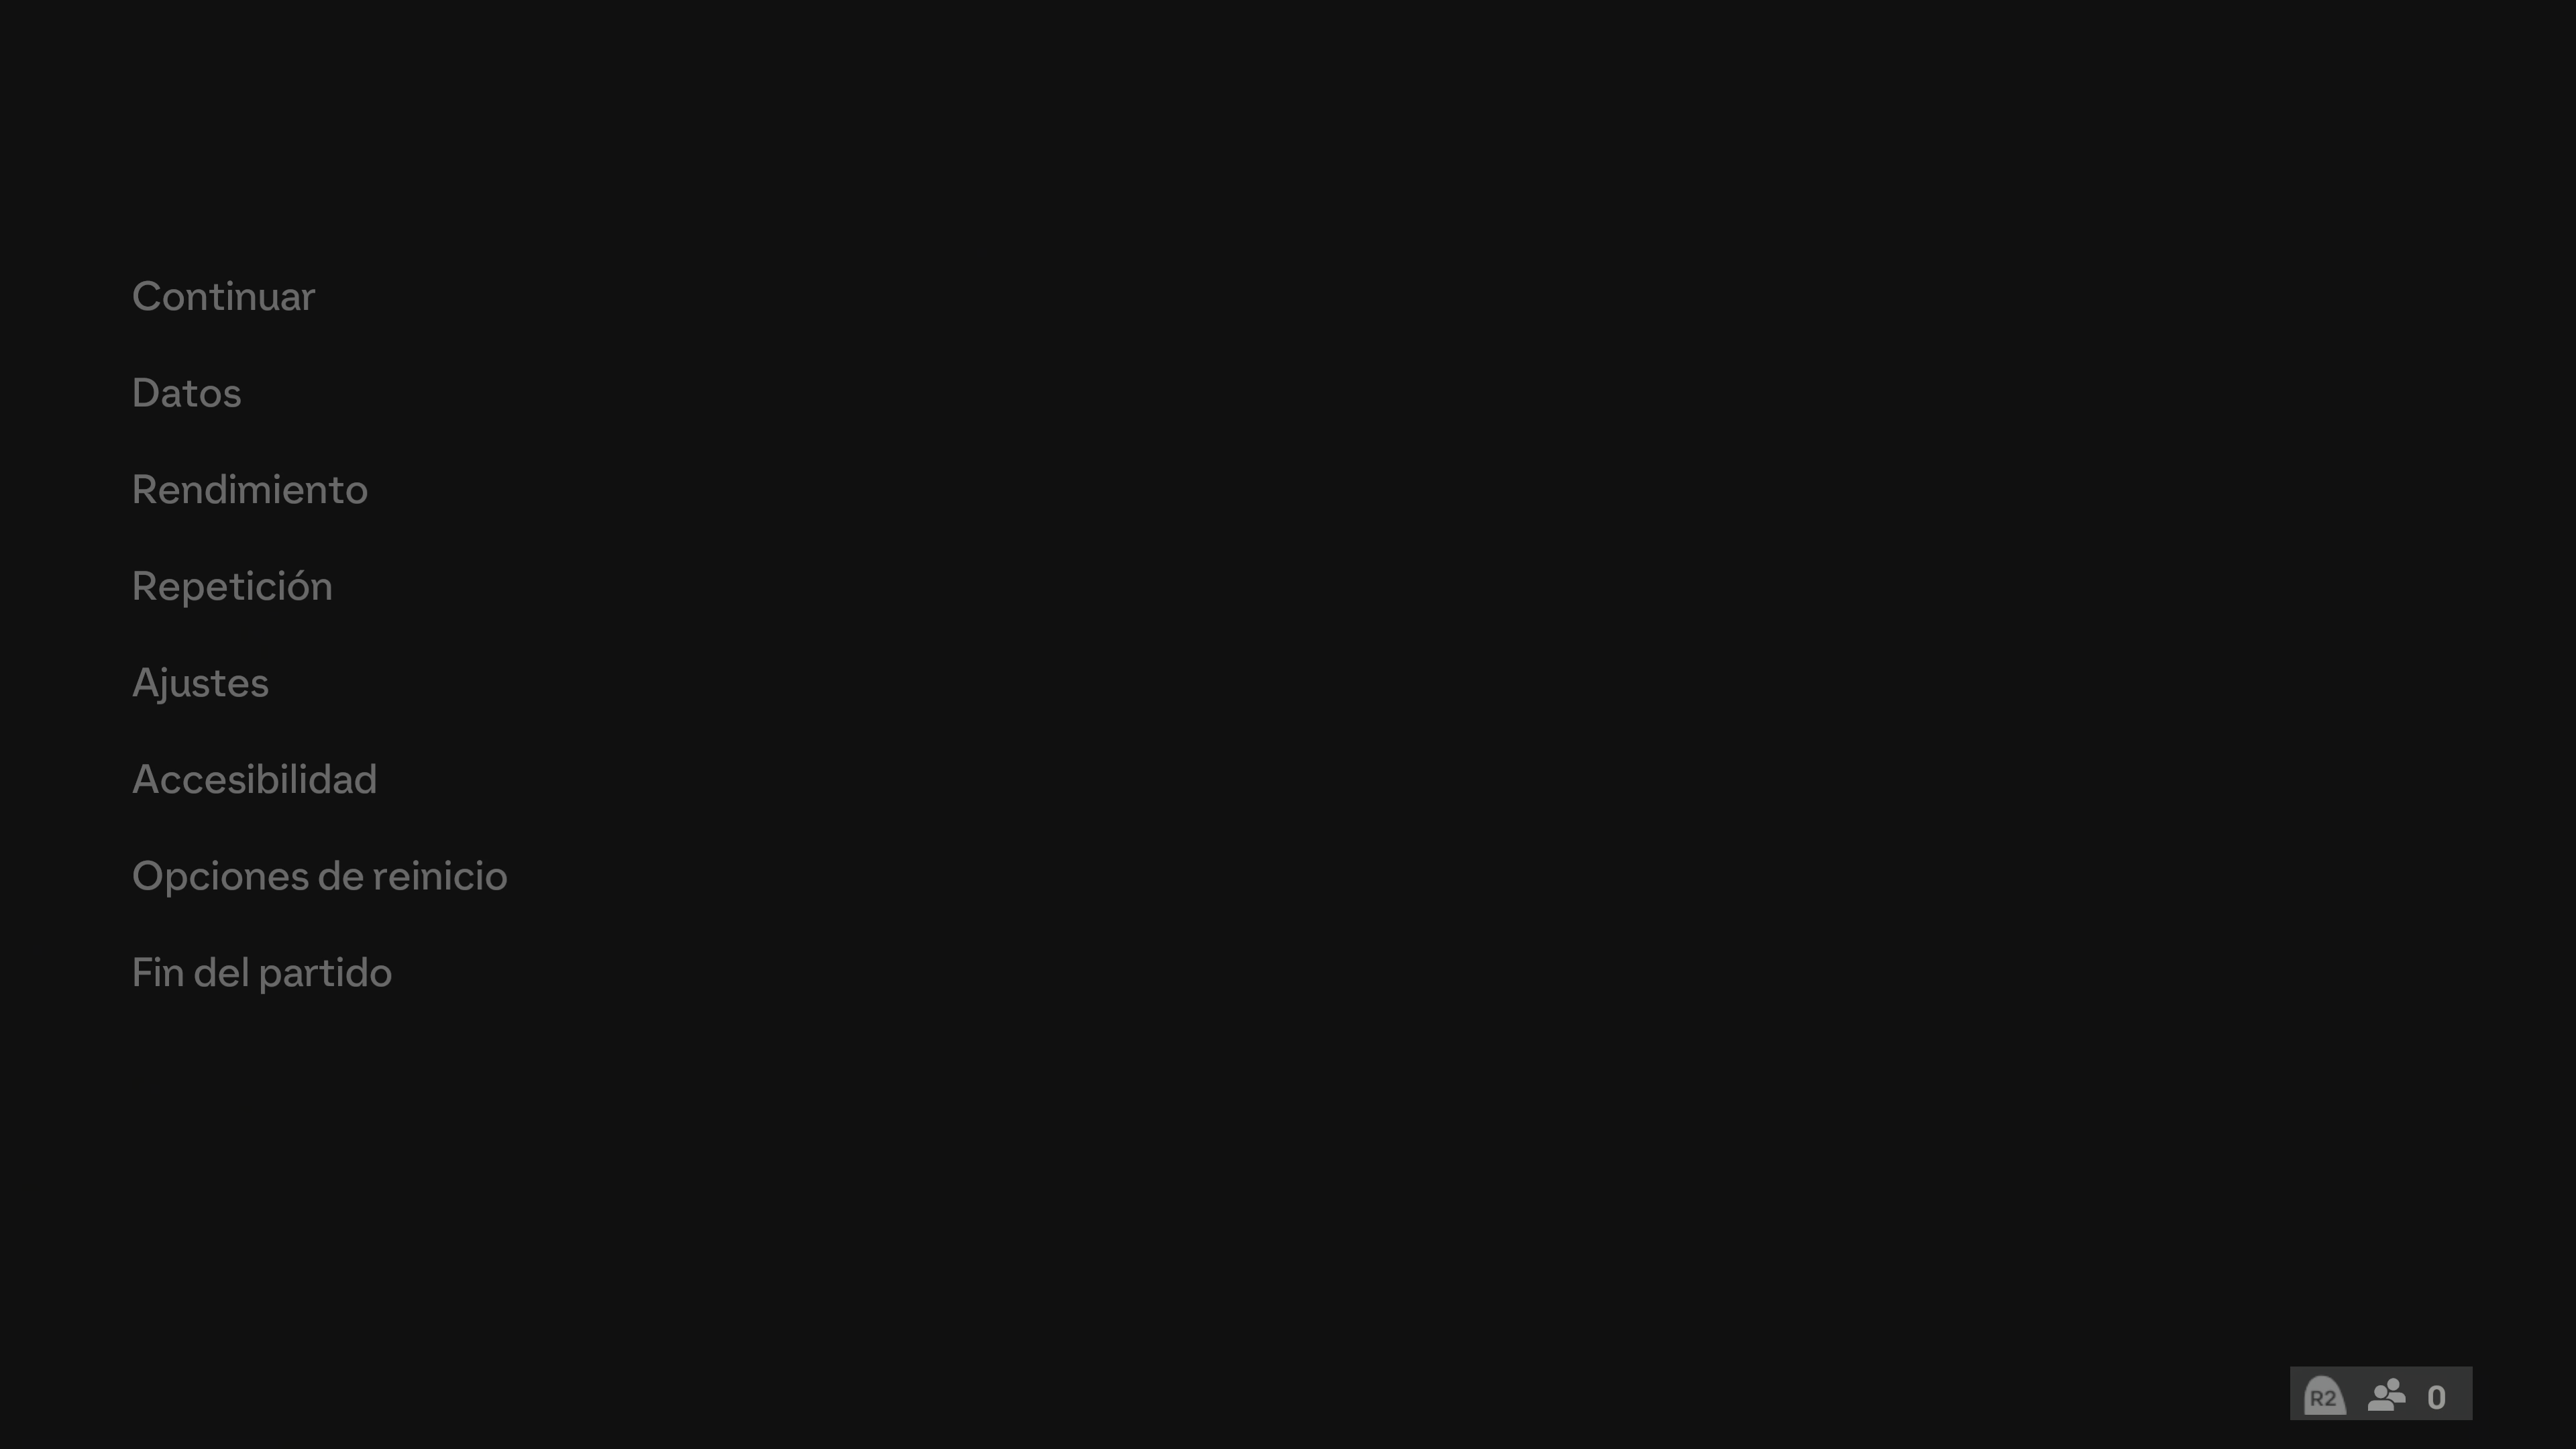 Continuar
Datos
Rendimiento
Repetición
Ajustes
Accesibilidad
Opciones de reinicio
Fin del partido
R2 0